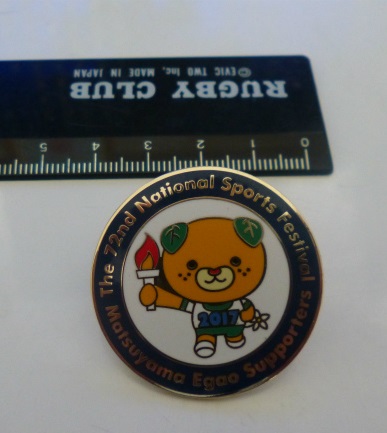 RUGBY CLUB
©EVIC TWO Inc. MADE IN JAPAN
5 4 3 2 1 0
The 72nd National Sports Festival
2017
Matsuyama Egao Supporters